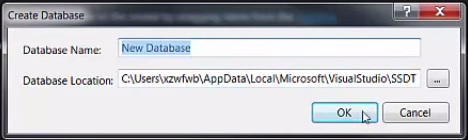 Create Database
Database Name: New Database
Database Location: C:\Users\xzwfwb\AppData\Local\Microsoft\VisualStudio\SSDT ...
OK Cancel